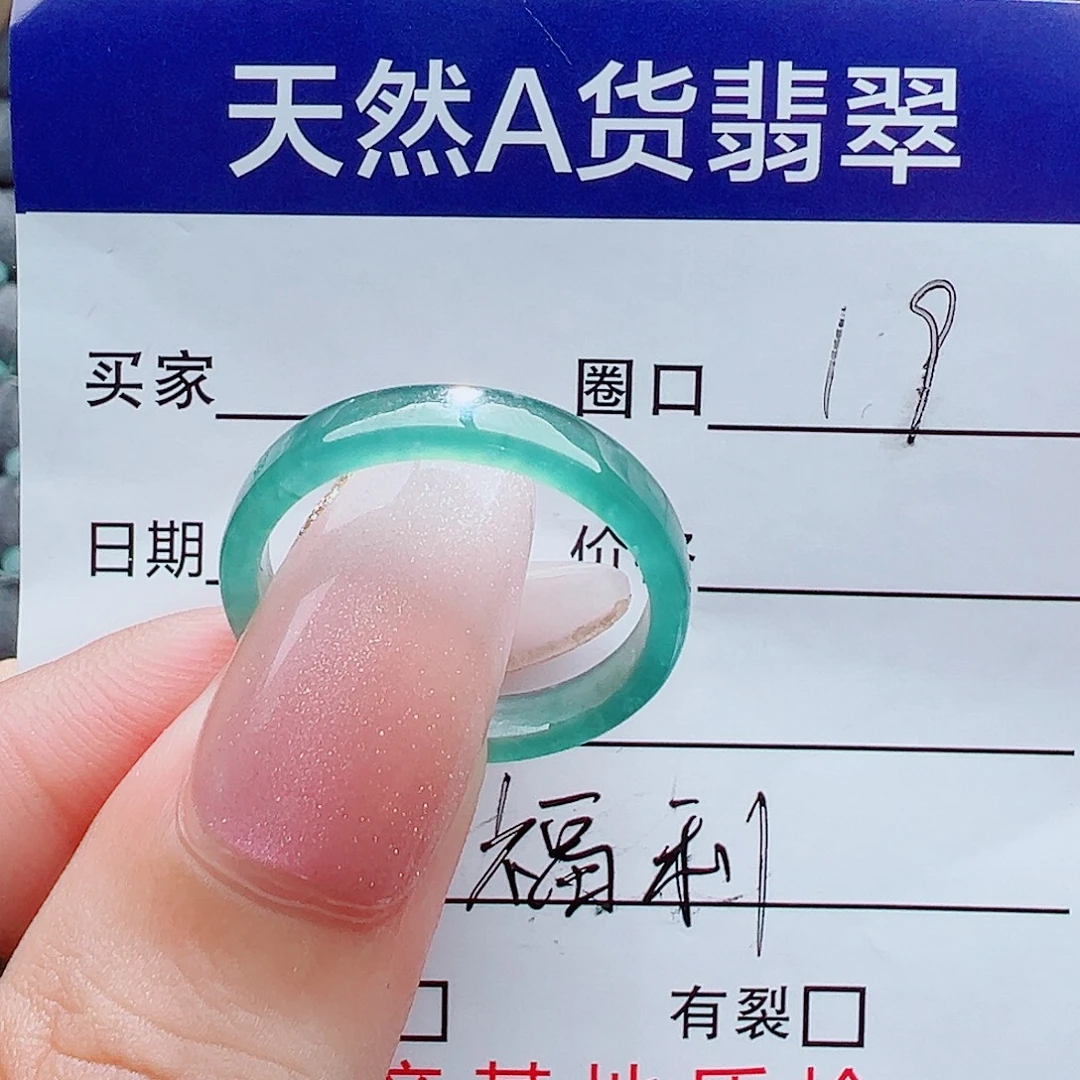 天然A货翡翠
买家 圈口 19
日期 价
福利
有裂